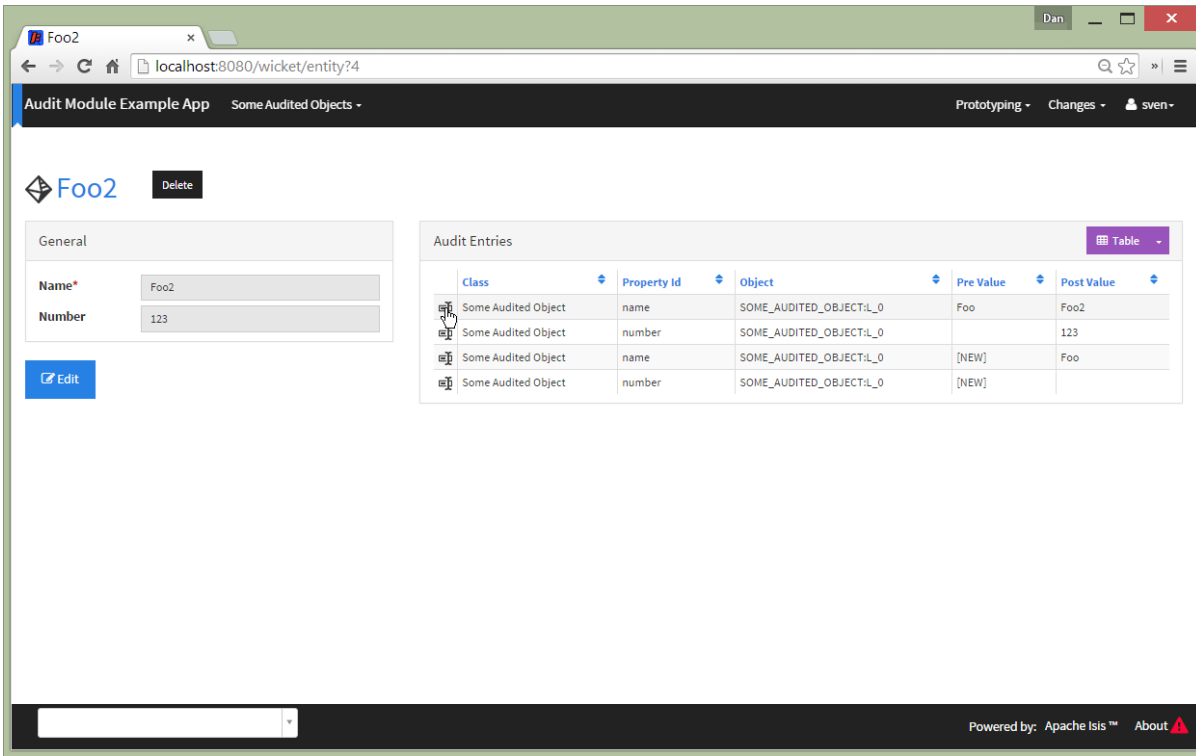 Dan
Foo2
localhost:8080/wicket/entity?4
Audit Module Example App Some Audited Objects Prototyping Changes sven
Foo2 Delete
General
Name* Foo2
Number 123
Edit
Audit Entries Table
Class Property Id Object Pre Value Post Value
Some Audited Object name SOME_AUDITED_OBJECT:L_0 Foo Foo2
Some Audited Object number SOME_AUDITED_OBJECT:L_0 123
Some Audited Object name SOME_AUDITED_OBJECT:L_0 [NEW] Foo
Some Audited Object number SOME_AUDITED_OBJECT:L_0 [NEW]
Powered by: Apache Isis™ About